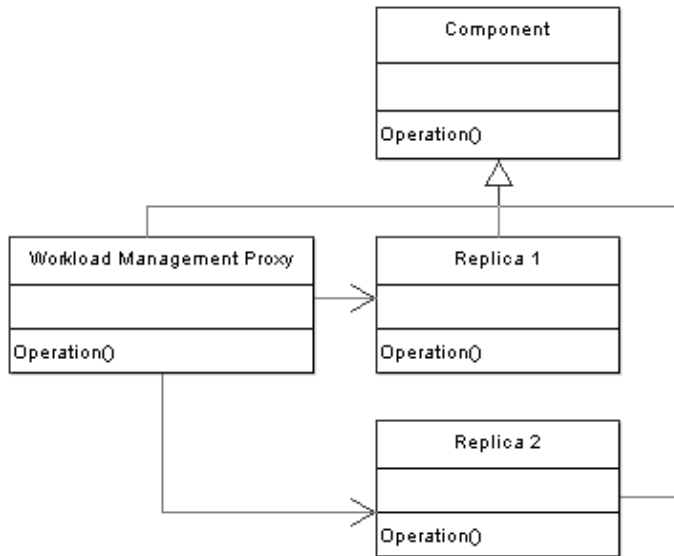 Component
Operation()
Workload Management Proxy
Operation()
Replica 1
Operation()
Replica 2
Operation()